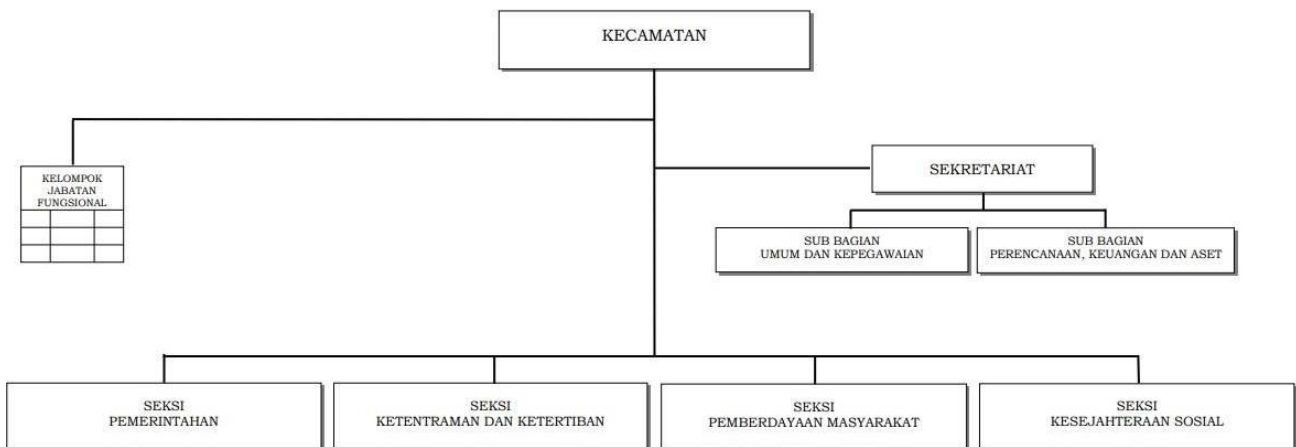 KECAMATAN
KELOMPOK
JABATAN
FUNGSIONAL
SEKRETARIAT
SUB BAGIAN
UMUM DAN KEPEGAWAIAN
SUB BAGIAN
PERENCANAAN, KEUANGAN DAN ASET
SEKSI
PEMERINTAHAN
SEKSI
KETENTRAMAN DAN KETERTIBAN
SEKSI
PEMBERDAYAAN MASYARAKAT
SEKSI
KESEJAHTERAAN SOSIAL